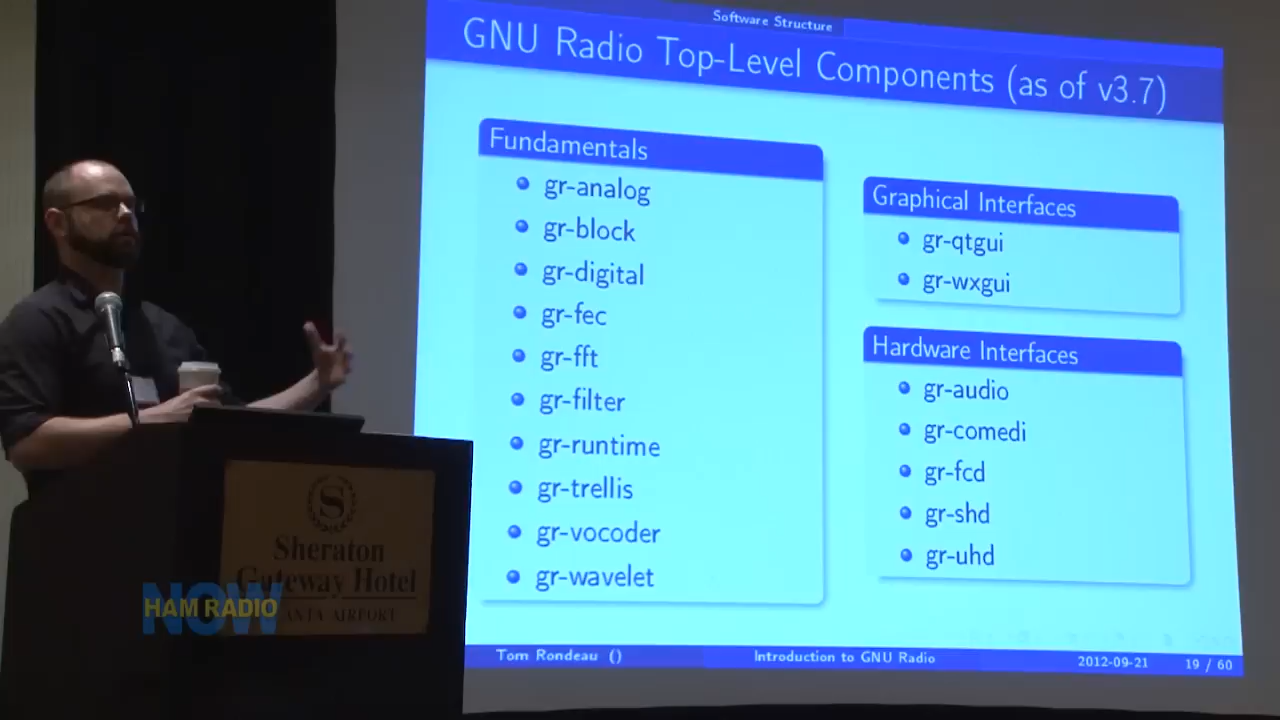 Software Structure
GNU Radio Top-Level Components (as of v3.7)
Fundamentals
gr-analog
gr-block
gr-digital
gr-fec
gr-fft
gr-filter
gr-runtime
gr-trellis
gr-vocoder
gr-wavelet
Graphical Interfaces
gr-qtgui
gr-wxgui
Hardware Interfaces
gr-audio
gr-comedi
gr-fcd
gr-shd
gr-uhd
Tom Rondeau ()
Introduction to GNU Radio
2012-09-21
19 / 60
S
Sheraton
Gateway Hotel
AIRPORT
NOW
HAM RADIO